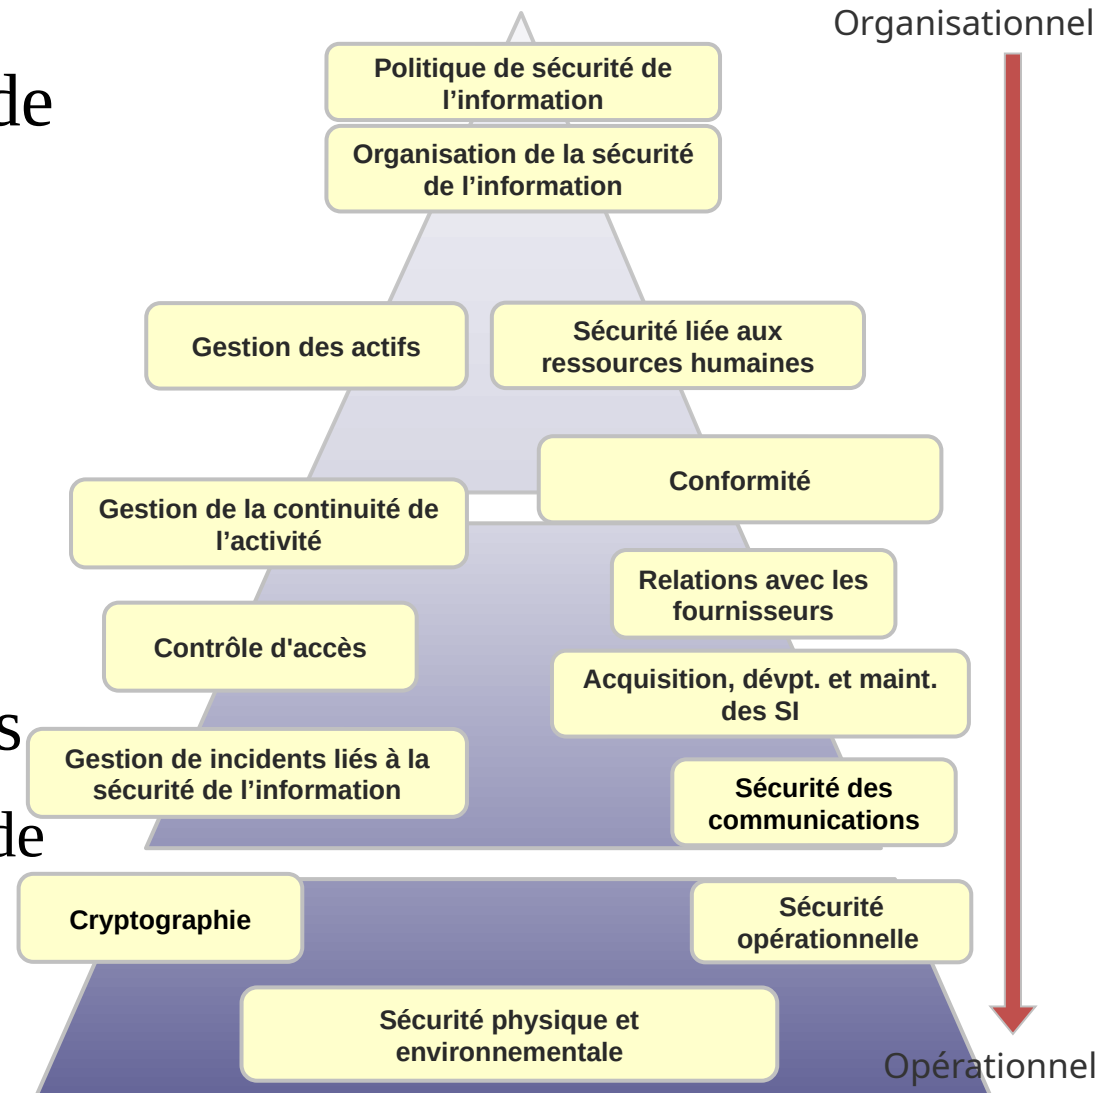 Organisationnel
de
Politique de sécurité de
l’information
Organisation de la sécurité
de l’information
Gestion des actifs
Sécurité liée aux
ressources humaines
Conformité
Gestion de la continuité de
l’activité
Relations avec les
fournisseurs
Contrôle d'accès
Acquisition, dévpt. et maint.
des SI
s
Gestion de incidents liés à la
sécurité de l’information
Sécurité des
communications
de
Cryptographie
Sécurité
opérationnelle
Sécurité physique et
environnementale
Opérationnel